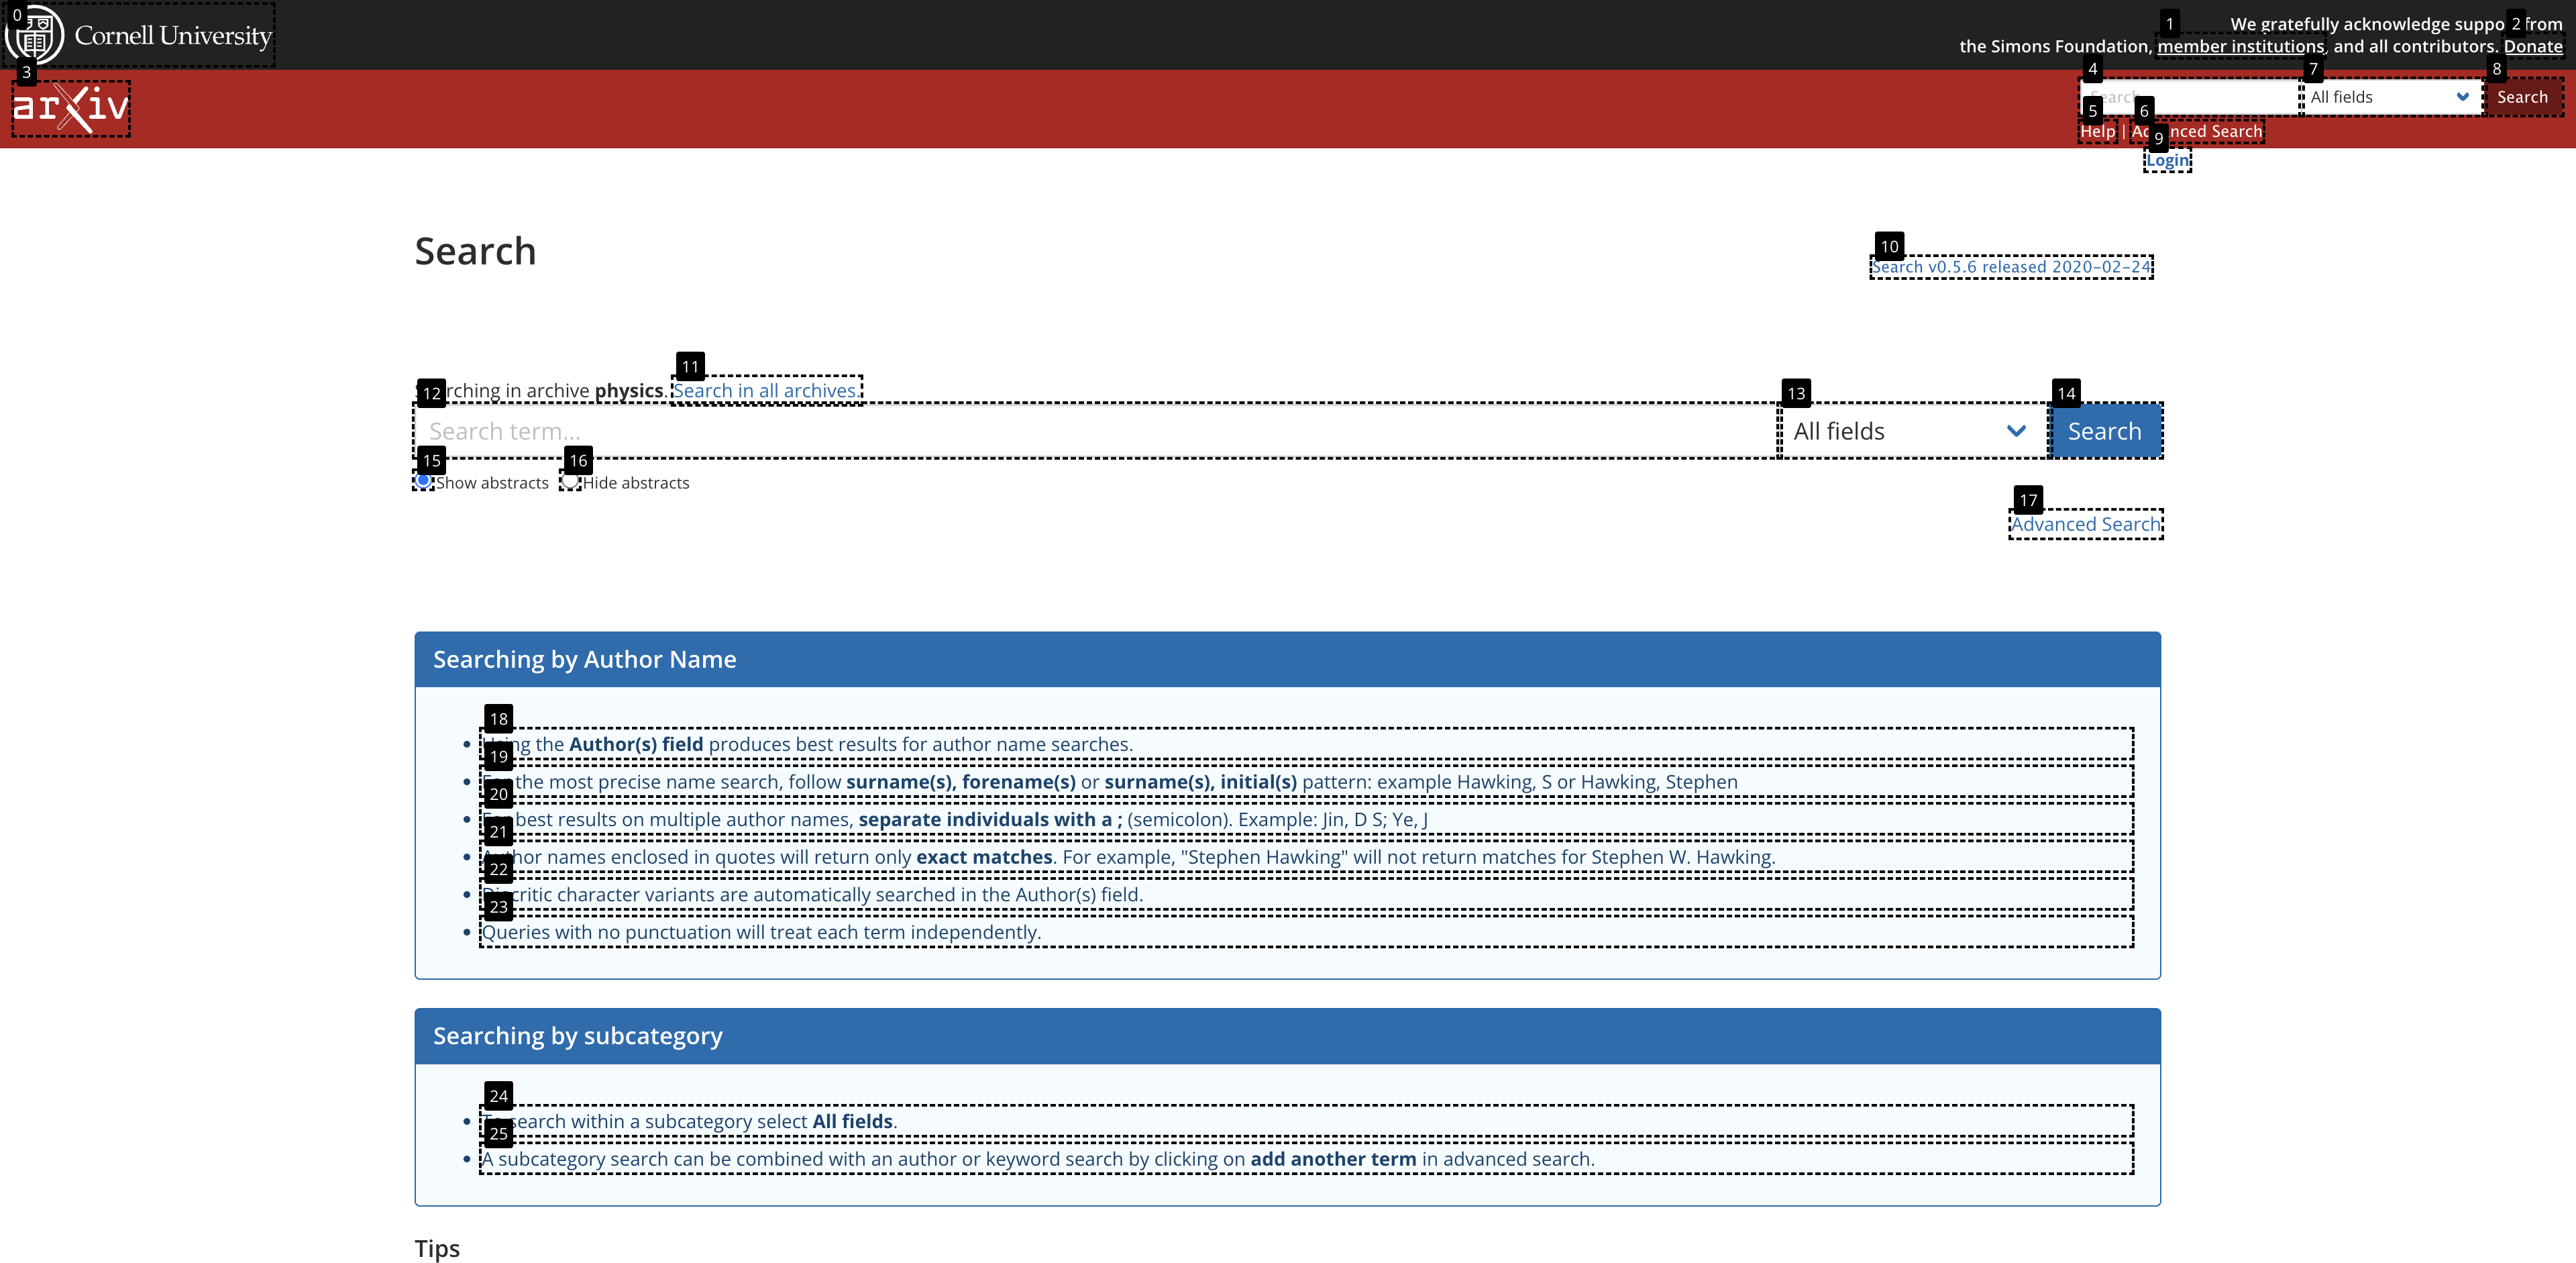 0
Cornell University
1
2
We gratefully acknowledge support from
the Simons Foundation, member institutions, and all contributors. Donate
3
arXiv
4
7
8
Search
All fields
Search
5
6
Help | Advanced Search
9
Login
Search
10
Search v0.5.6 released 2020-02-24
11
12
rching in archive physics. Search in all archives.
13
14
Search term...
All fields
Search
15
16
Show abstracts
Hide abstracts
17
Advanced Search
Searching by Author Name
18
Using the Author(s) field produces best results for author name searches.
19
For the most precise name search, follow surname(s), forename(s) or surname(s), initial(s) pattern: example Hawking, S or Hawking, Stephen
20
For best results on multiple author names, separate individuals with a ; (semicolon). Example: Jin, D S; Ye, J
21
Author names enclosed in quotes will return only exact matches. For example, "Stephen Hawking" will not return matches for Stephen W. Hawking.
22
Diacritic character variants are automatically searched in the Author(s) field.
23
Queries with no punctuation will treat each term independently.
Searching by subcategory
24
To search within a subcategory select All fields.
25
A subcategory search can be combined with an author or keyword search by clicking on add another term in advanced search.
Tips